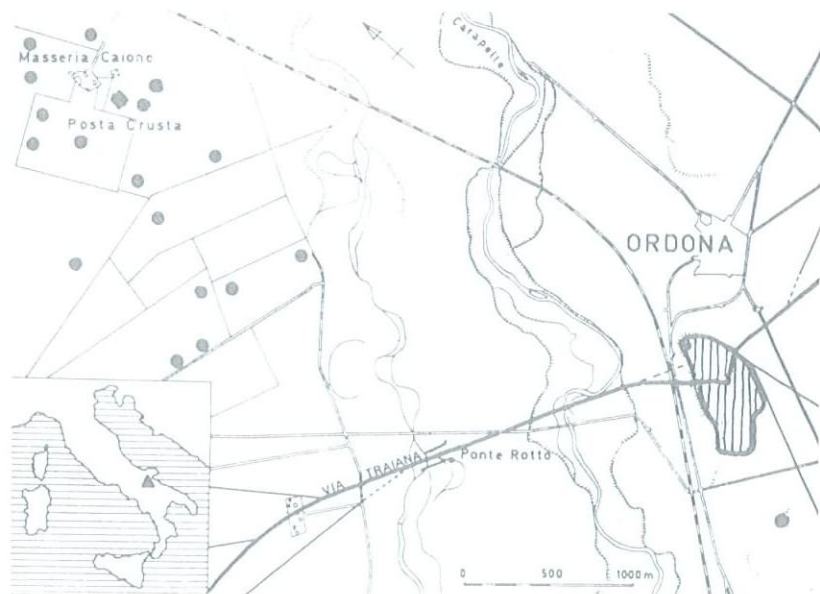 Masseria Caione
Posta Crusta
Carapelle
ORDONA
VIA TRAIANA
Ponte Rotto
0 500 1000 m